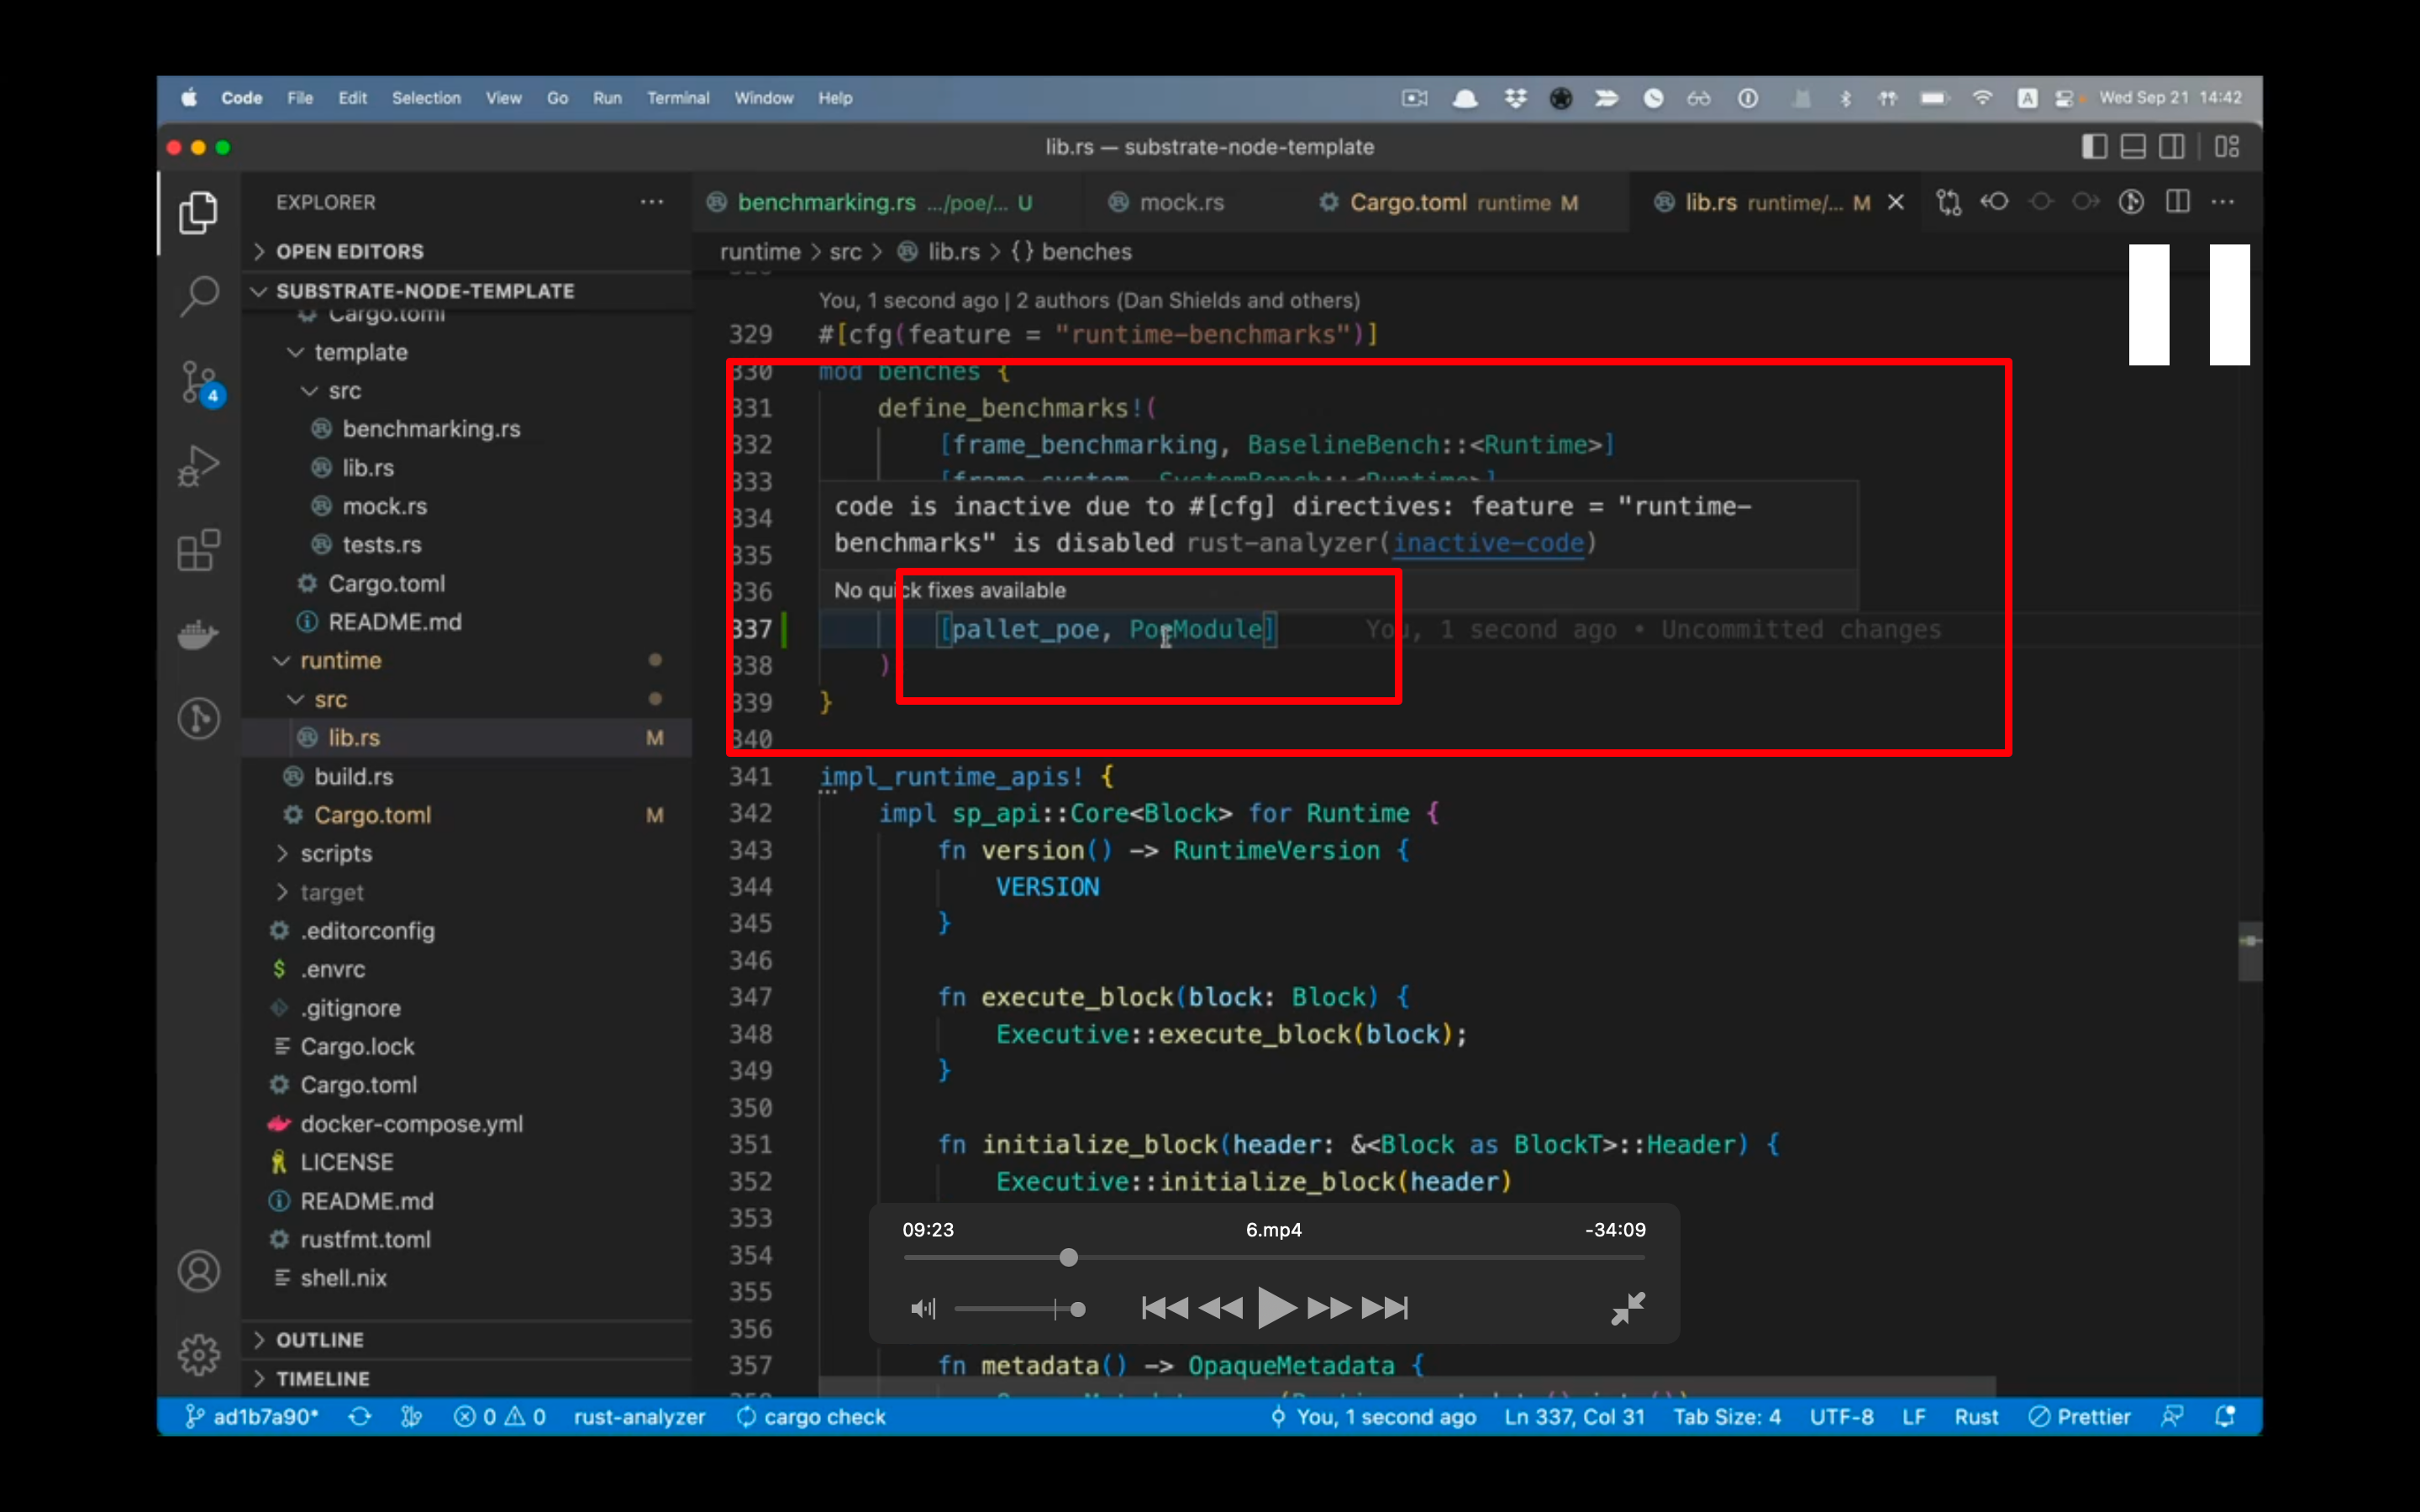 Code File Edit Selection View Go Run Terminal Window Help
Wed Sep 21 14:42
lib.rs — substrate-node-template
EXPLORER
benchmarking.rs .../poe/... U
mock.rs
Cargo.toml runtime M
lib.rs runtime/... M
OPEN EDITORS
SUBSTRATE-NODE-TEMPLATE
Cargo.toml
template
src
benchmarking.rs
lib.rs
mock.rs
tests.rs
Cargo.toml
README.md
runtime
src
lib.rs M
build.rs
Cargo.toml M
scripts
target
.editorconfig
.envrc
.gitignore
Cargo.lock
Cargo.toml
docker-compose.yml
LICENSE
README.md
rustfmt.toml
shell.nix
OUTLINE
TIMELINE
4
runtime > src > lib.rs > {} benches
You, 1 second ago | 2 authors (Dan Shields and others)
329 #[cfg(feature = "runtime-benchmarks")]
330 mod benches {
331 define_benchmarks!(
332 [frame_benchmarking, BaselineBench::<Runtime>]
333 [frame_system, SystemBench::<Runtime>]
334
335
336
code is inactive due to #[cfg] directives: feature = "runtime-
benchmarks" is disabled rust-analyzer(inactive-code)
No quick fixes available
337 [pallet_poe, PoeModule] You, 1 second ago • Uncommitted changes
338 )
339 }
340
341 impl_runtime_apis! {
342 impl sp_api::Core<Block> for Runtime {
343 fn version() -> RuntimeVersion {
344 VERSION
345 }
346
347 fn execute_block(block: Block) {
348 Executive::execute_block(block);
349 }
350
351 fn initialize_block(header: &<Block as BlockT>::Header) {
352 Executive::initialize_block(header)
353
354
355
356
357 fn metadata() -> OpaqueMetadata {
09:23 6.mp4 -34:09
ad1b7a90* 0 0 rust-analyzer cargo check
You, 1 second ago Ln 337, Col 31 Tab Size: 4 UTF-8 LF Rust Prettier